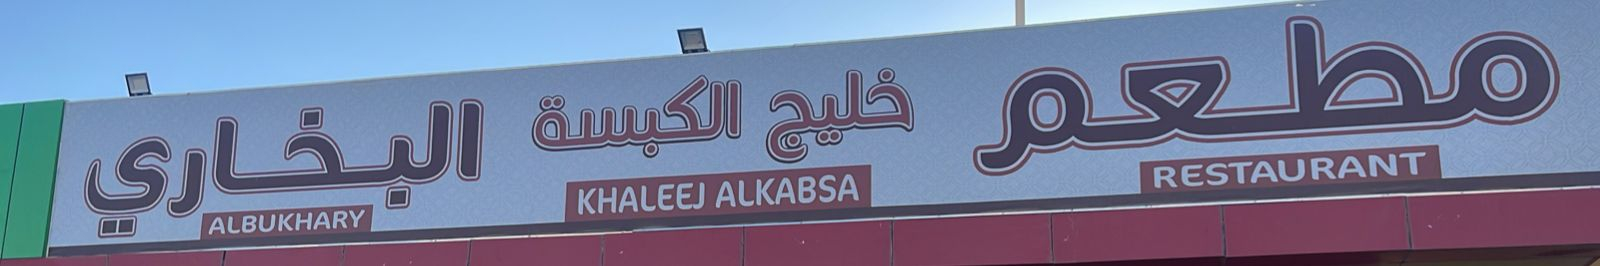 مطعم خليج الكبسة البخاري
ALBUKHARY KHALEEJ ALKABSA RESTAURANT